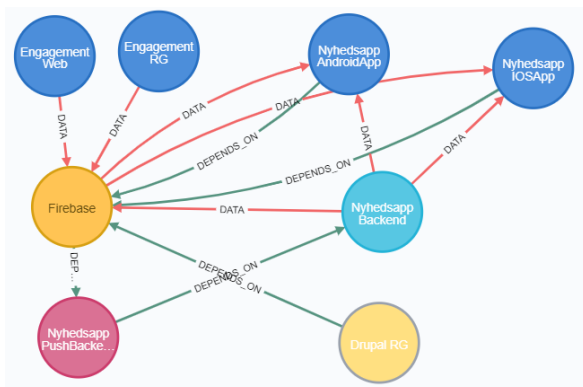 Engagement
Web
Engagement
RG
Nyhedsapp
AndroidApp
Nyhedsapp
IOSApp
DATA
DATA
DATA
DATA
DATA
DATA
DEPENDS_ON
DEPENDS_ON
Firebase
DATA
Nyhedsapp
Backend
DEP...
DEPENDS_ON
DEPENDS_ON
Nyhedsapp
PushBacke...
Drupal RG